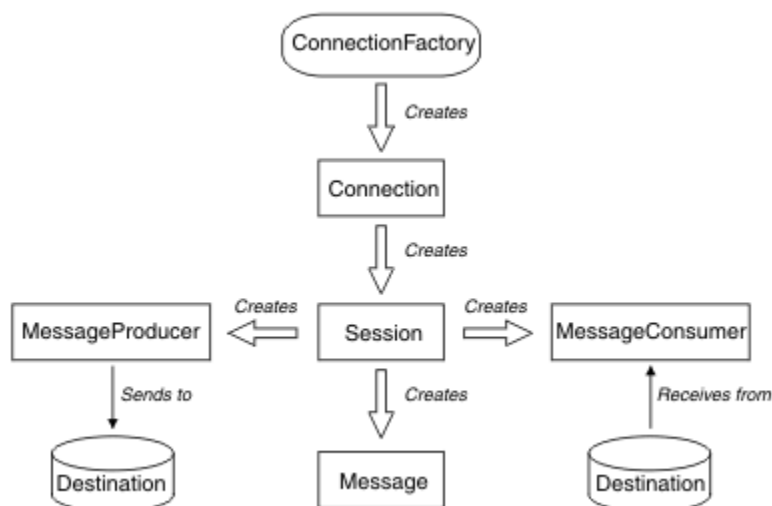 ConnectionFactory
Creates
Connection
Creates
Creates
Creates
MessageProducer
Session
MessageConsumer
Sends to
Creates
Receives from
Destination
Message
Destination